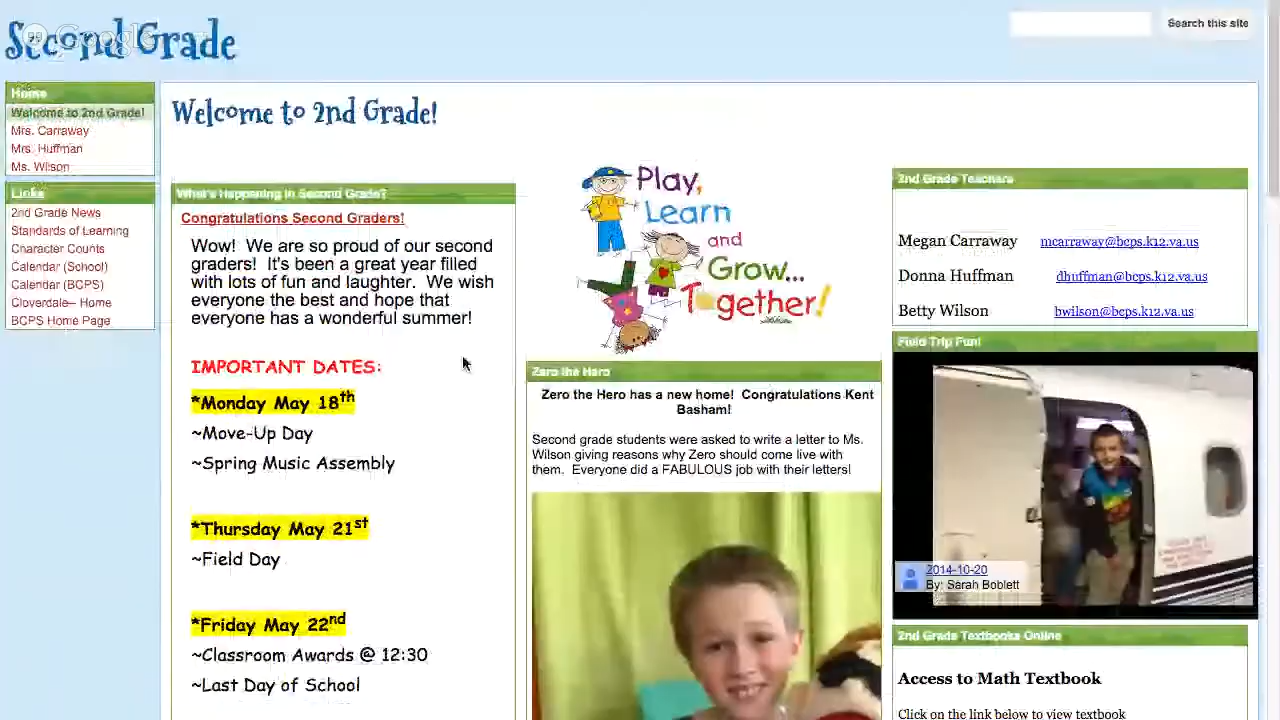 Second Grade
Search this site
Home
Welcome to 2nd Grade!
Mrs. Carraway
Mrs. Huffman
Ms. Wilson
Links
2nd Grade News
Standards of Learning
Character Counts
Calendar (School)
Calendar (BCPS)
Cloverdale-- Home
BCPS Home Page
Welcome to 2nd Grade!
What's Happening in Second Grade?
Congratulations Second Graders!
Wow! We are so proud of our second
graders! It's been a great year filled
with lots of fun and laughter. We wish
everyone the best and hope that
everyone has a wonderful summer!
IMPORTANT DATES:
*Monday May 18th
~Move-Up Day
~Spring Music Assembly
*Thursday May 21st
~Field Day
*Friday May 22nd
~Classroom Awards @ 12:30
~Last Day of School
Play,
Learn
and
Grow...
Together!
Zero the Hero
Zero the Hero has a new home! Congratulations Kent
Basham!
Second grade students were asked to write a letter to Ms.
Wilson giving reasons why Zero should come live with
them. Everyone did a FABULOUS job with their letters!
2nd Grade Teachers
Megan Carraway mcarraway@bcps.k12.va.us
Donna Huffman dhuffman@bcps.k12.va.us
Betty Wilson bwilson@bcps.k12.va.us
Field Trip Fun!
2014-10-20
By: Sarah Boblett
2nd Grade Textbooks Online
Access to Math Textbook
Click on the link below to view textbook